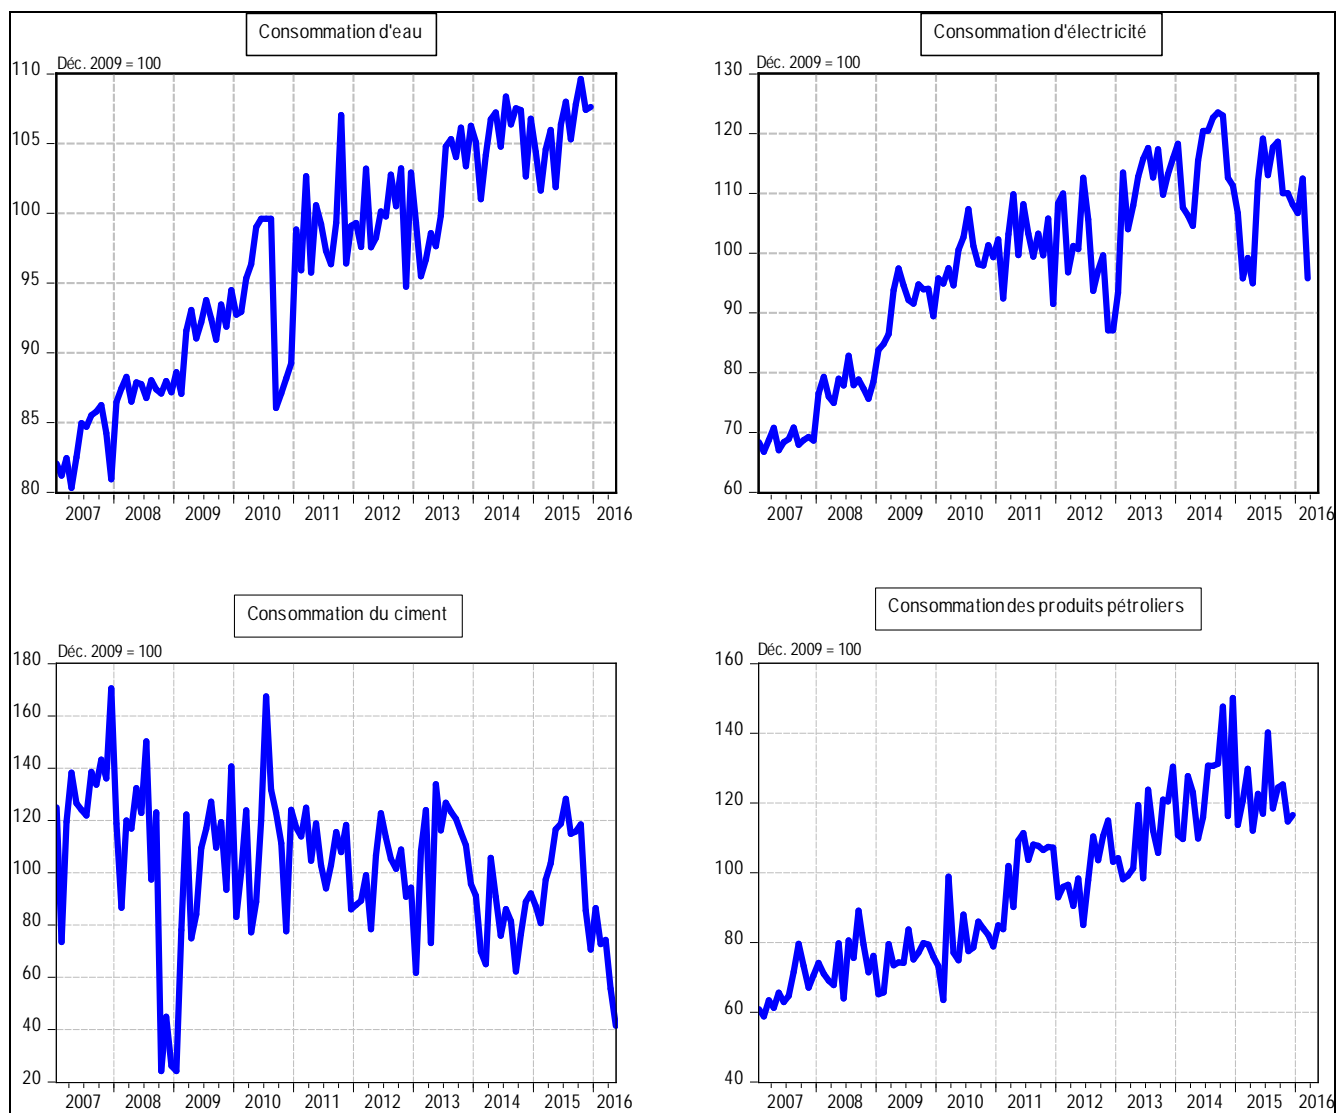 Consommation d'eau
Déc. 2009 = 100
110
105
100
95
90
85
80
2007 2008 2009 2010 2011 2012 2013 2014 2015 2016
Consommation d'électricité
Déc. 2009 = 100
130
120
110
100
90
80
70
60
2007 2008 2009 2010 2011 2012 2013 2014 2015 2016
Consommation du ciment
Déc. 2009 = 100
180
160
140
120
100
80
60
40
20
2007 2008 2009 2010 2011 2012 2013 2014 2015 2016
Consommation des produits pétroliers
Déc. 2009 = 100
160
140
120
100
80
60
40
2007 2008 2009 2010 2011 2012 2013 2014 2015 2016